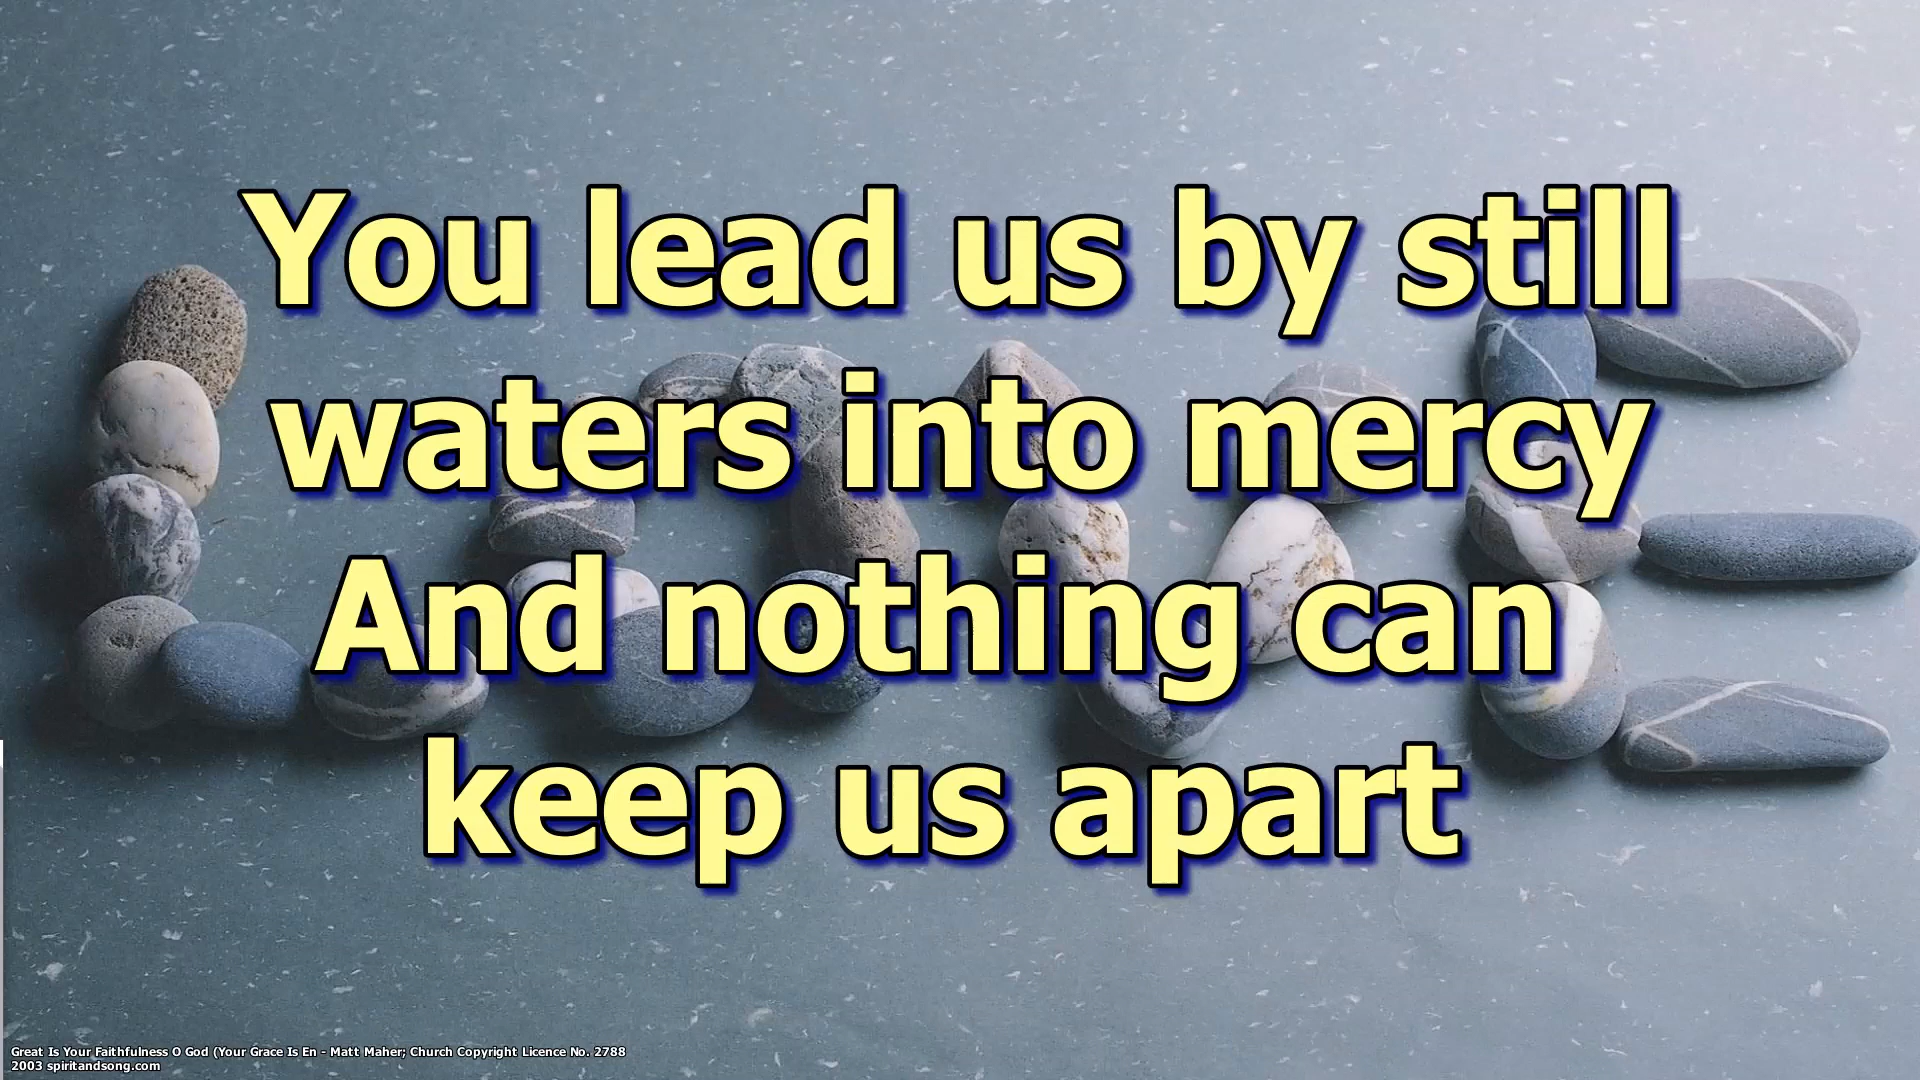 You lead us by still
waters into mercy
And nothing can
keep us apart
Great Is Your Faithfulness O God (Your Grace Is En - Matt Maher; Church Copyright Licence No. 2788
2003 spiritandsong.com